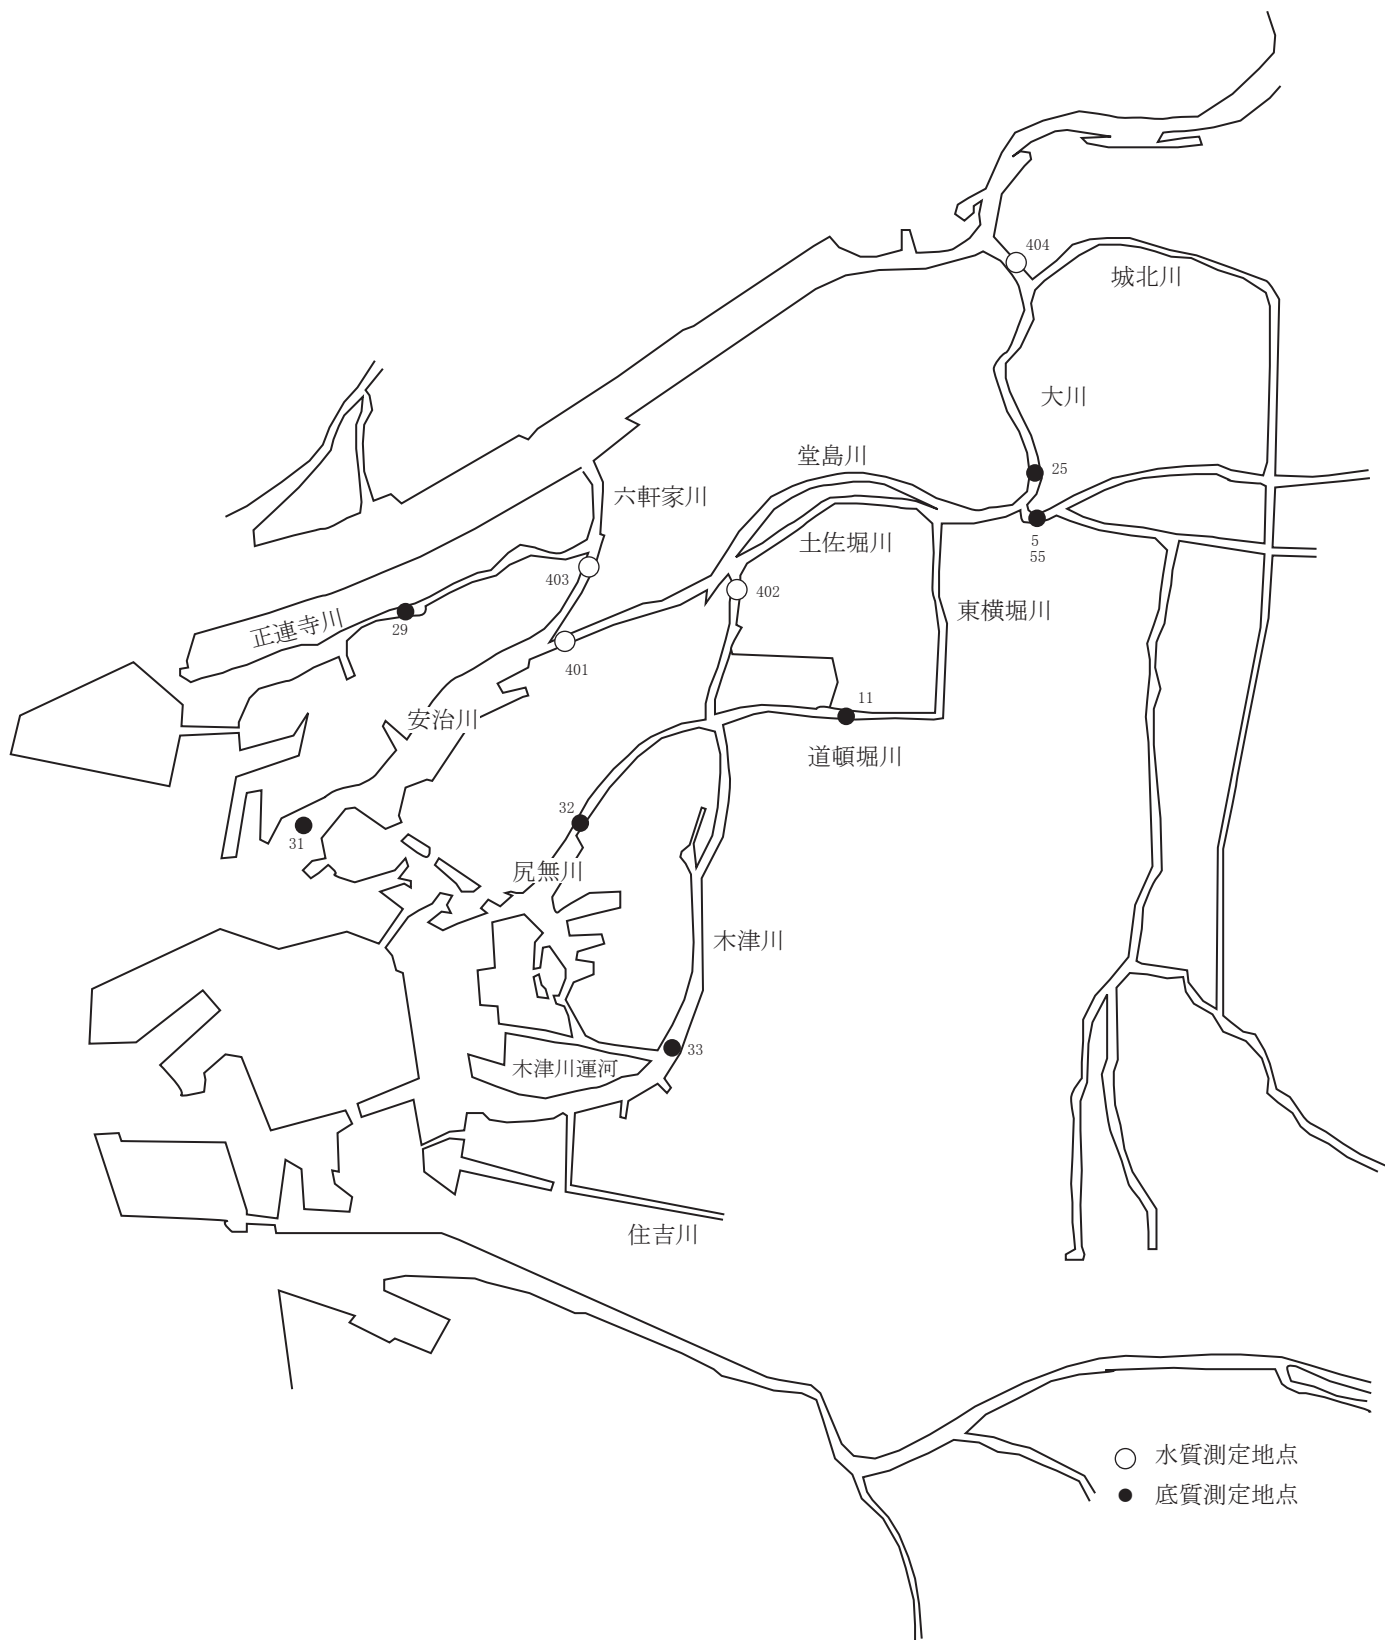 404
城北川
大川
堂島川
25
六軒家川
土佐堀川
5
55
403
402
東横堀川
正連寺川
29
401
11
安治川
道頓堀川
32
31
尻無川
木津川
33
木津川運河
住吉川
水質測定地点
底質測定地点